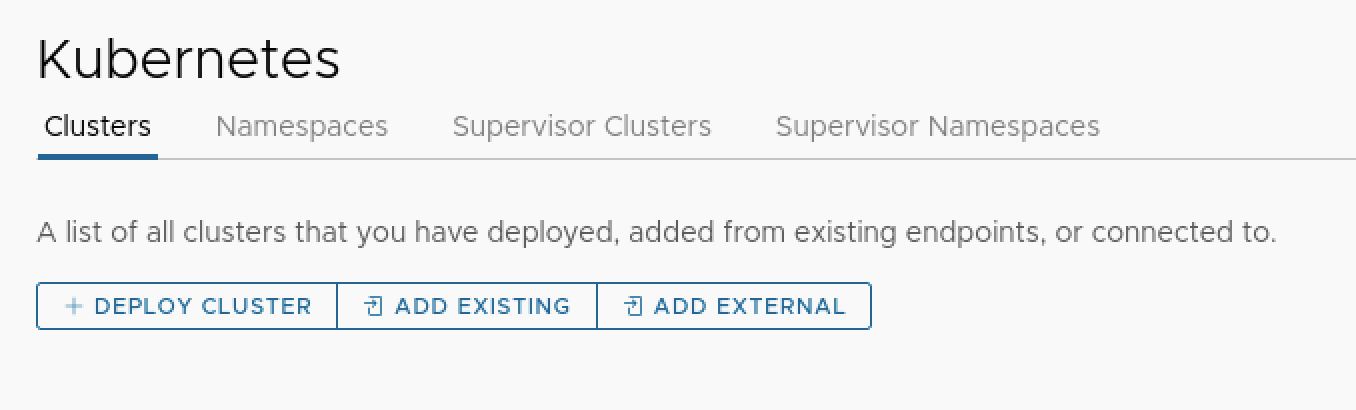 Kubernetes
Clusters Namespaces Supervisor Clusters Supervisor Namespaces
A list of all clusters that you have deployed, added from existing endpoints, or connected to.
+ DEPLOY CLUSTER ADD EXISTING ADD EXTERNAL